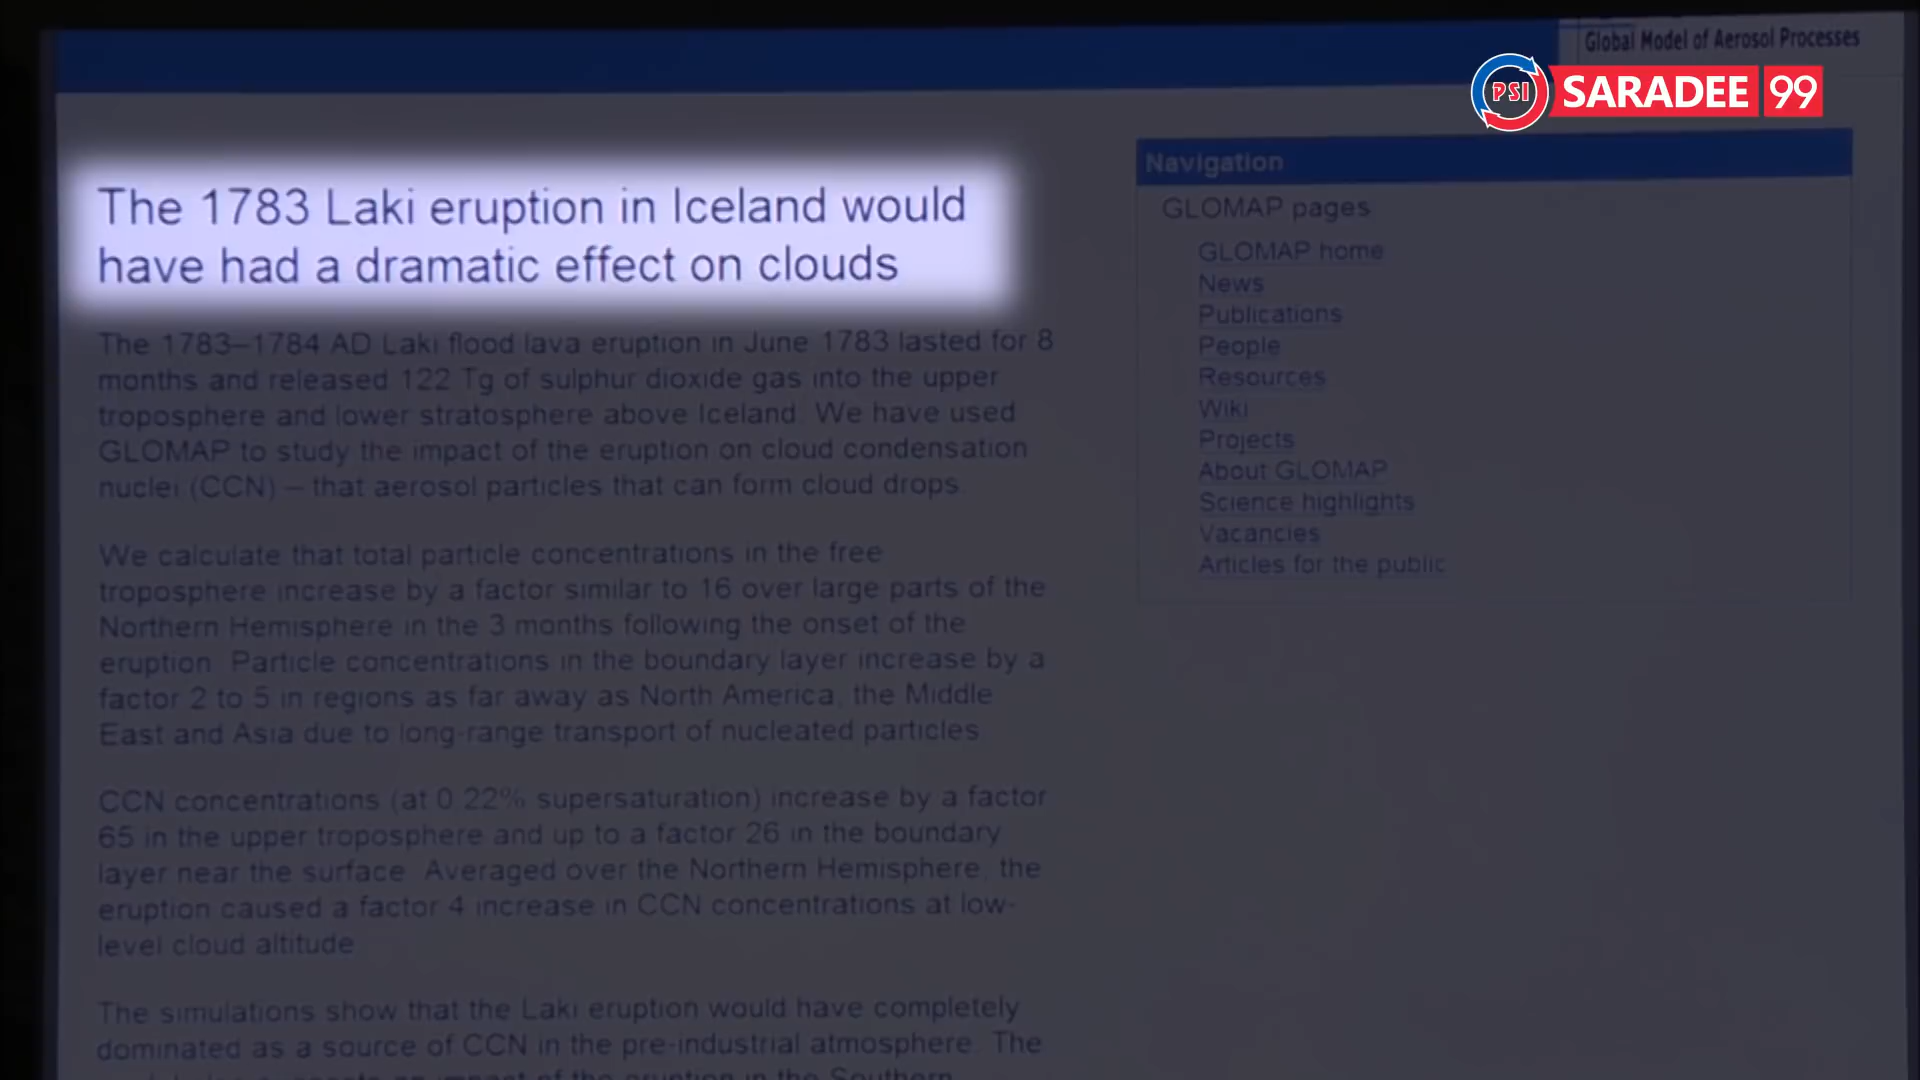 Global Model of Aerosol Processes
PSI SARADEE 99
The 1783 Laki eruption in Iceland would
have had a dramatic effect on clouds
The 1783–1784 AD Laki flood lava eruption in June 1783 lasted for 8
months and released 122 Tg of sulphur dioxide gas into the upper
troposphere and lower stratosphere above Iceland. We have used
GLOMAP to study the impact of the eruption on cloud condensation
nuclei (CCN) – that aerosol particles that can form cloud drops.
We calculate that total particle concentrations in the free
troposphere increase by a factor similar to 16 over large parts of the
Northern Hemisphere in the 3 months following the onset of the
eruption. Particle concentrations in the boundary layer increase by a
factor 2 to 5 in regions as far away as North America, the Middle
East and Asia due to long-range transport of nucleated particles.
CCN concentrations (at 0.22% supersaturation) increase by a factor
65 in the upper troposphere and up to a factor 26 in the boundary
layer near the surface. Averaged over the Northern Hemisphere, the
eruption caused a factor 4 increase in CCN concentrations at low-
level cloud altitude.
The simulations show that the Laki eruption would have completely
dominated as a source of CCN in the pre-industrial atmosphere. The
impact of the eruption in the Southern
Navigation
GLOMAP pages
GLOMAP home
News
Publications
People
Resources
Wiki
Projects
About GLOMAP
Science highlights
Vacancies
Articles for the public